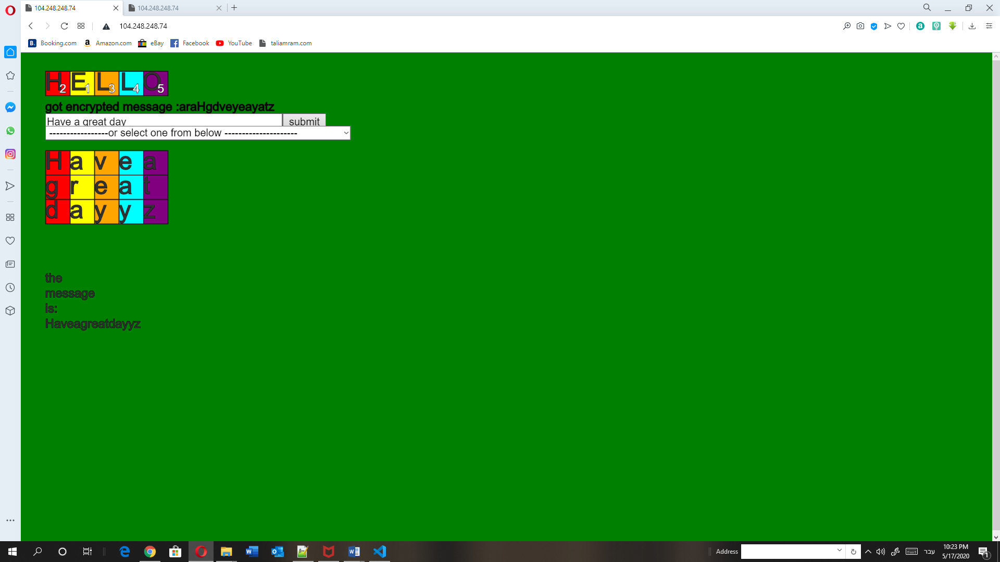 104.248.248.74
104.248.248.74
104.248.248.74
Booking.com
Amazon.com
eBay
Facebook
YouTube
taliamram.com
H2 E1 L3 L4 O5
got encrypted message :araHgdveyeayatz
Have a great day
submit
------------------or select one from below ----------------------
H a v e a
g r e a t
d a y y z
the
message
is:
Haveagreatdayyz
Address
עבר
10:23 PM
5/17/2020
1